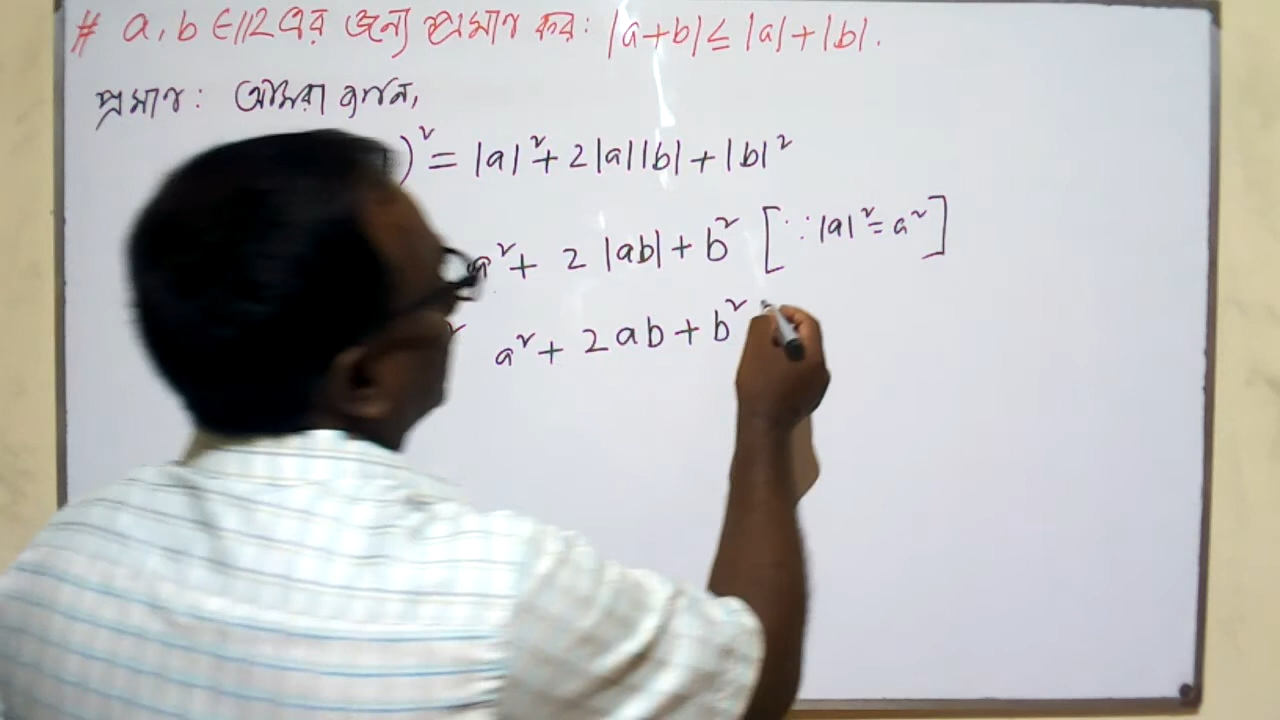 # a, b ∈ ℝ এর জন্য প্রমাণ কর: |a+b| ≤ |a|+|b|.
প্রমাণ: আমরা জানি,
)² = |a|² + 2|a||b| + |b|²
a² + 2 |ab| + b² [∵ |a|² = a²]
a² + 2ab + b²